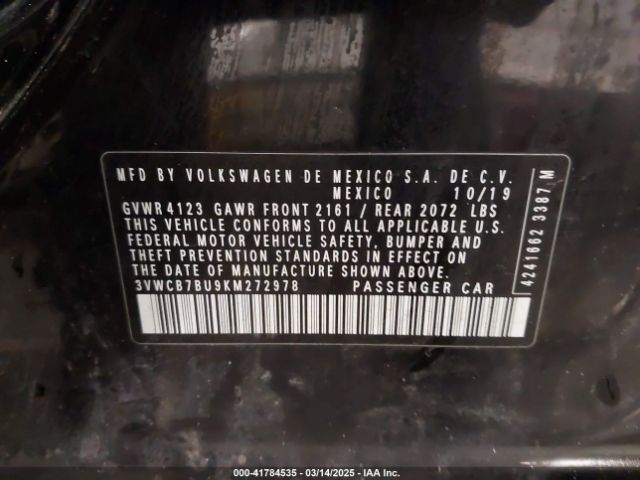 MFD BY VOLKSWAGEN DE MEXICO S.A. DE C.V.
MEXICO 10/19
GVWR 4123 GAWR FRONT 2161 / REAR 2072 LBS
THIS VEHICLE CONFORMS TO ALL APPLICABLE U.S.
FEDERAL MOTOR VEHICLE SAFETY, BUMPER AND
THEFT PREVENTION STANDARDS IN EFFECT ON
THE DATE OF MANUFACTURE SHOWN ABOVE.
3VWCB7BU9KM272978 PASSENGER CAR
4241662 3387 M
000-41784535 - 03/14/2025 - IAA Inc.